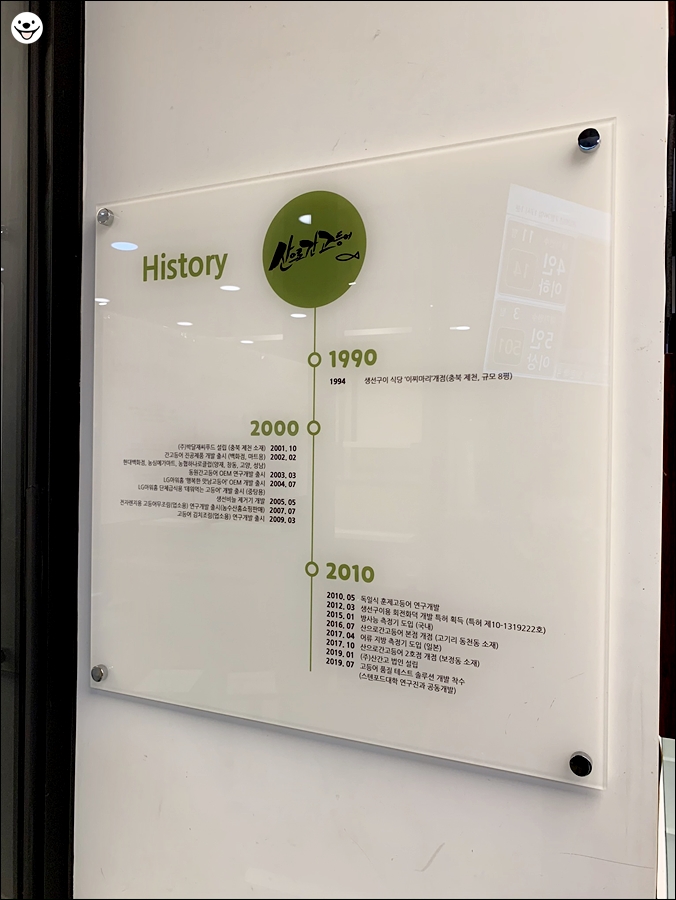 산으로간고등어
History
1990
1994 생선구이 식당 '이찌마리'개점(충북 제천, 규모 8평)
2000
(주)박달재씨푸드 설립 (충북 제천 소재) 2001. 10
간고등어 진공제품 개발 출시 (백화점, 마트용) 2002. 02
현대백화점, 농심메가마트, 농협하나로클럽(양재, 창동, 고양, 성남)
동원간고등어 OEM 연구개발 출시 2003. 03
LG아워홈 '행복한 맛남고등어' OEM 개발 출시 2004. 07
LG아워홈 단체급식용 '데워먹는 고등어' 개발 출시 (중탕용)
생선비늘 제거기 개발 2005. 05
전자렌지용 고등어무조림(업소용) 연구개발 출시(농수산홈쇼핑판매) 2007. 07
고등어 김치조림(업소용) 연구개발 출시 2009. 03
2010
2010. 05 독일식 훈제고등어 연구개발
2012. 03 생선구이용 회전화덕 개발 특허 획득 (특허 제10-1319222호)
2015. 01 방사능 측정기 도입 (국내)
2016. 07 산으로간고등어 본점 개점 (고기리 동천동 소재)
2017. 04 어류 지방 측정기 도입 (일본)
2017. 10 산으로간고등어 2호점 개점 (보정동 소재)
2019. 01 (주)산간고 법인 설립
2019. 07 고등어 품질 테스트 솔루션 개발 착수
(스텐포드대학 연구진과 공동개발)